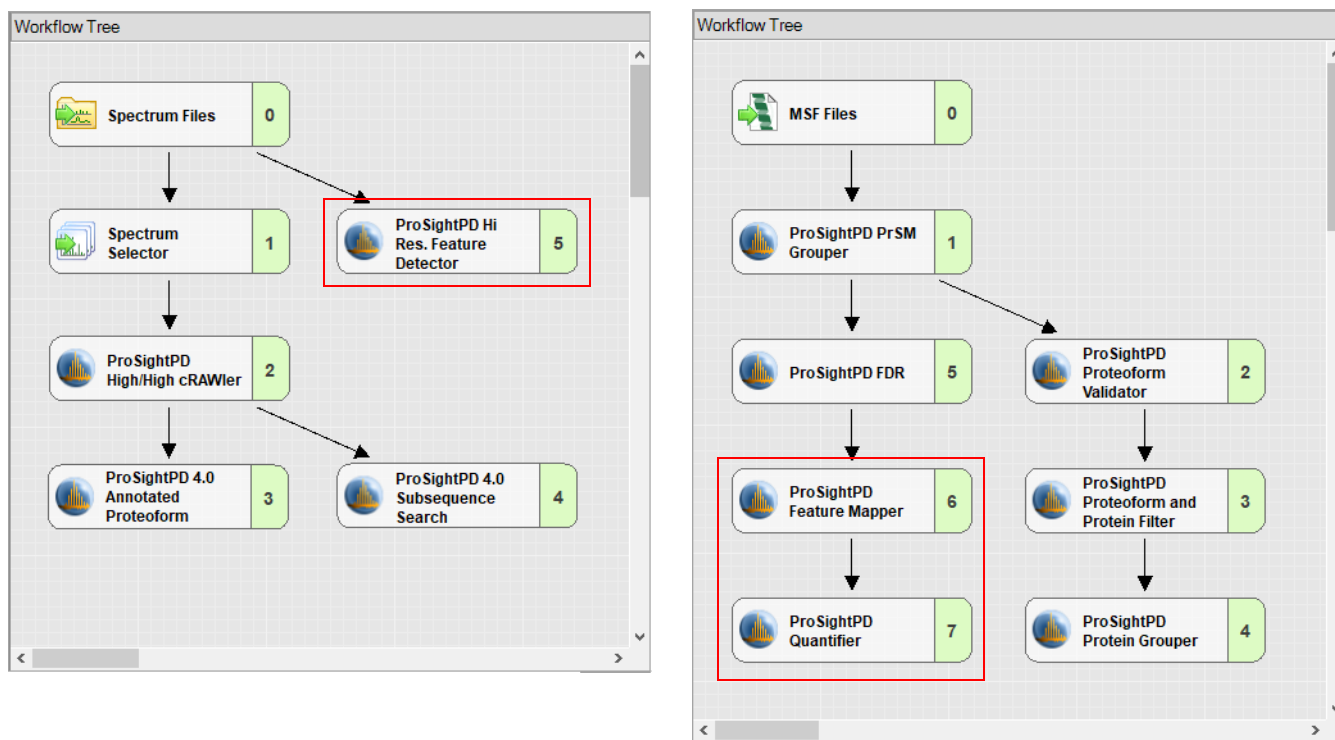 Workflow Tree
Spectrum Files
0
Spectrum
Selector
1
ProSightPD Hi
Res. Feature
Detector
5
ProSightPD
High/High cRAWler
2
ProSightPD 4.0
Annotated
Proteoform
3
ProSightPD 4.0
Subsequence
Search
4
Workflow Tree
MSF Files
0
ProSightPD PrSM
Grouper
1
ProSightPD FDR
5
ProSightPD
Proteoform
Validator
2
ProSightPD
Feature Mapper
6
ProSightPD
Proteoform and
Protein Filter
3
ProSightPD
Quantifier
7
ProSightPD
Protein Grouper
4